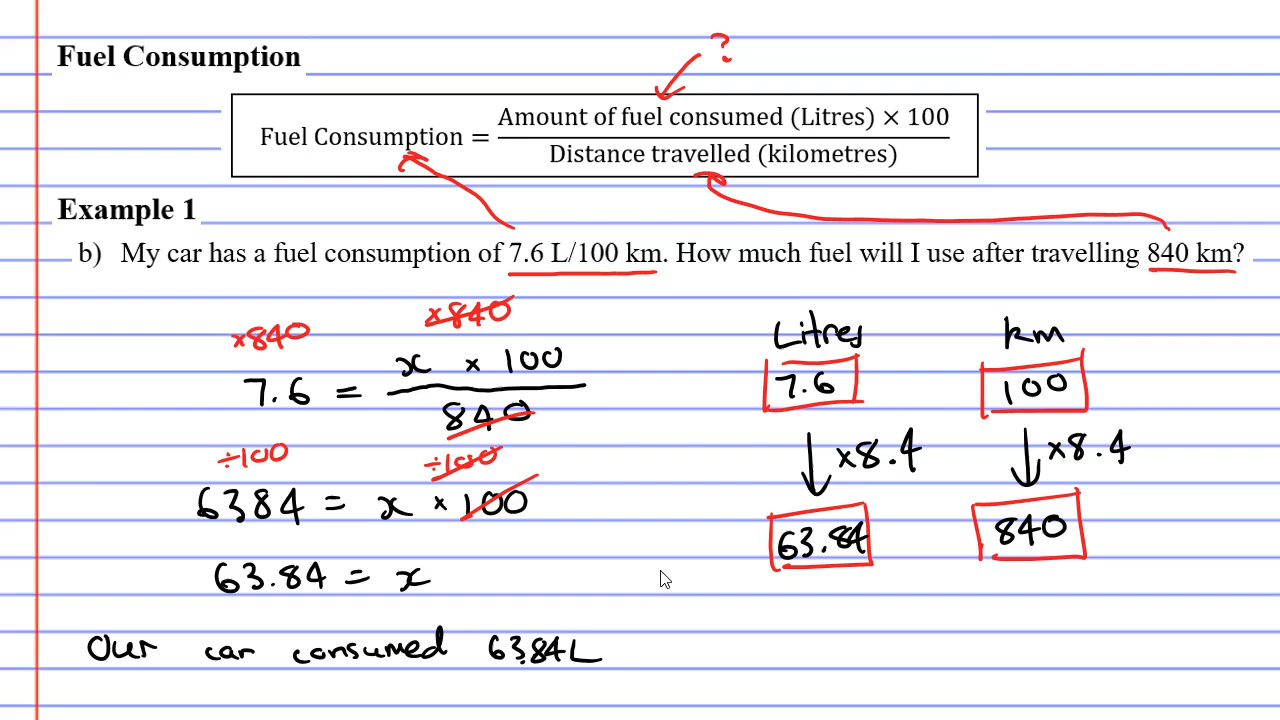 Fuel Consumption
?
Fuel Consumption = Amount of fuel consumed (Litres) × 100
Distance travelled (kilometres)
Example 1
b) My car has a fuel consumption of 7.6 L/100 km. How much fuel will I use after travelling 840 km?
×840 ×840
7.6 = x × 100
840
÷100 ÷100
6384 = x × 100
63.84 = x
Our car consumed 63.84L
Litres km
7.6 100
×8.4 ×8.4
63.84 840